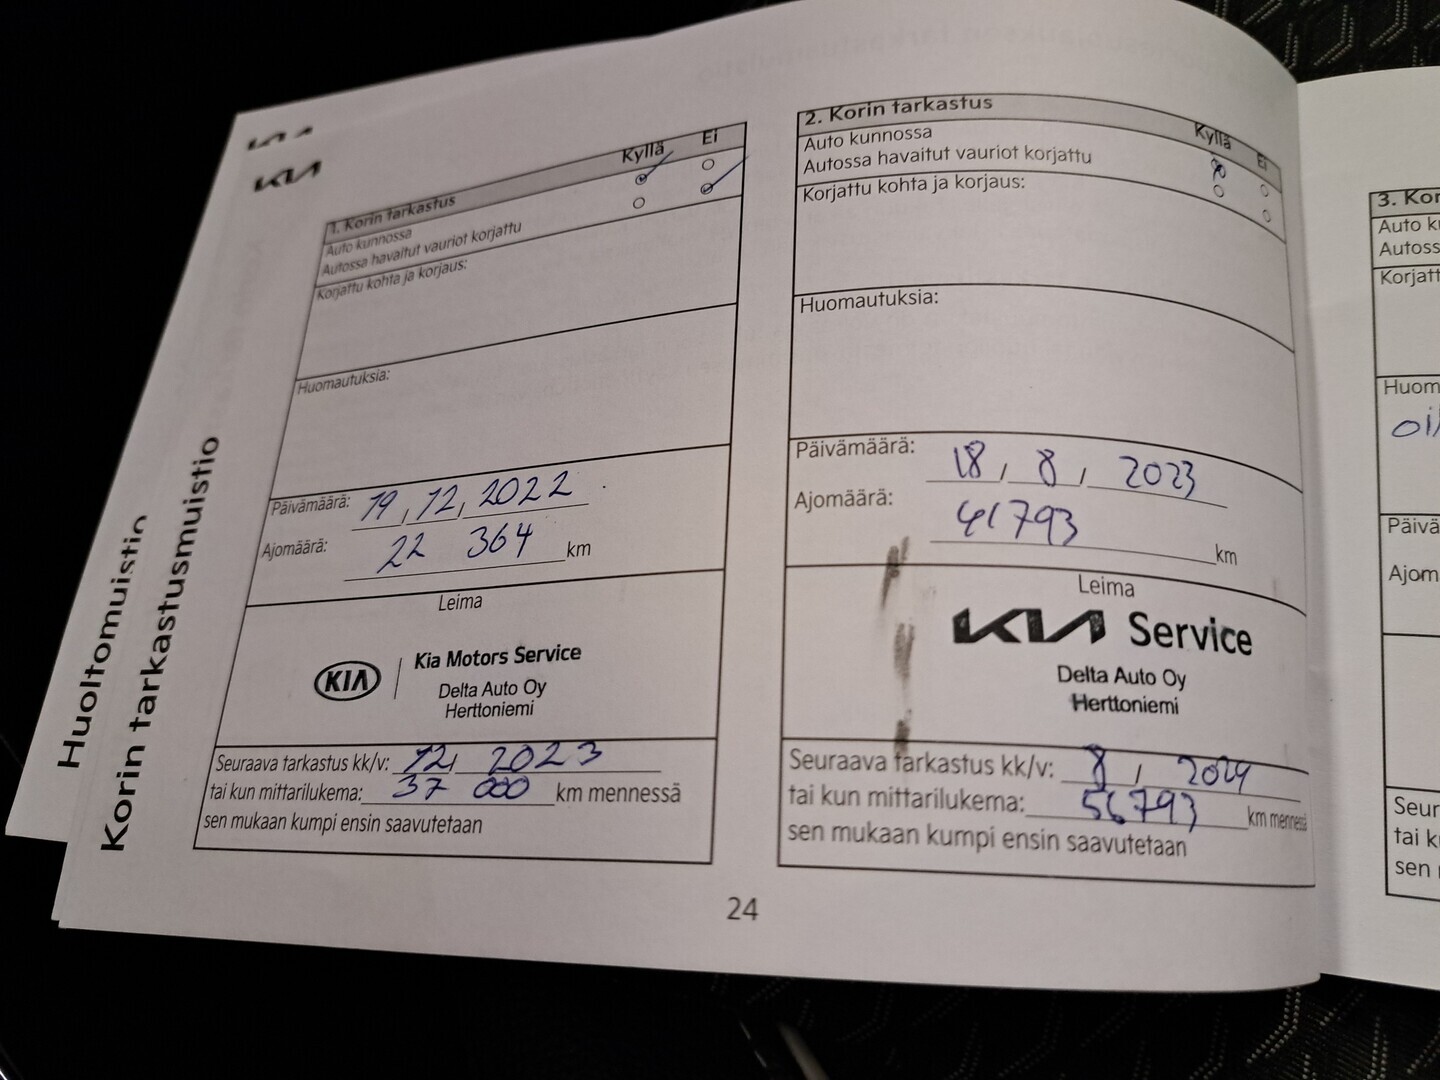 KIA
KIA
Huoltomuistio
Korin tarkastusmuistio
1. Korin tarkastus
Kyllä Ei
Auto kunnossa
Autossa havaitut vauriot korjattu
Korjattu kohta ja korjaus:
Huomautuksia:
Päivämäärä: 19, 12, 2022
Ajomäärä: 22 364 km
Leima
KIA Kia Motors Service
Delta Auto Oy
Herttoniemi
Seuraava tarkastus kk/v: 12, 2023
tai kun mittarilukema: 37 000 km mennessä
sen mukaan kumpi ensin saavutetaan
2. Korin tarkastus
Kyllä Ei
Auto kunnossa
Autossa havaitut vauriot korjattu
Korjattu kohta ja korjaus:
Huomautuksia:
Päivämäärä: 18, 8, 2023
Ajomäärä: 41793 km
Leima
KIA Service
Delta Auto Oy
Herttoniemi
Seuraava tarkastus kk/v: 8, 2024
tai kun mittarilukema: 56793 km mennessä
sen mukaan kumpi ensin saavutetaan
24
3. Kor
Auto k
Autoss
Korjatt
Huom
oil
Päivä
Ajom
Seur
tai k
sen